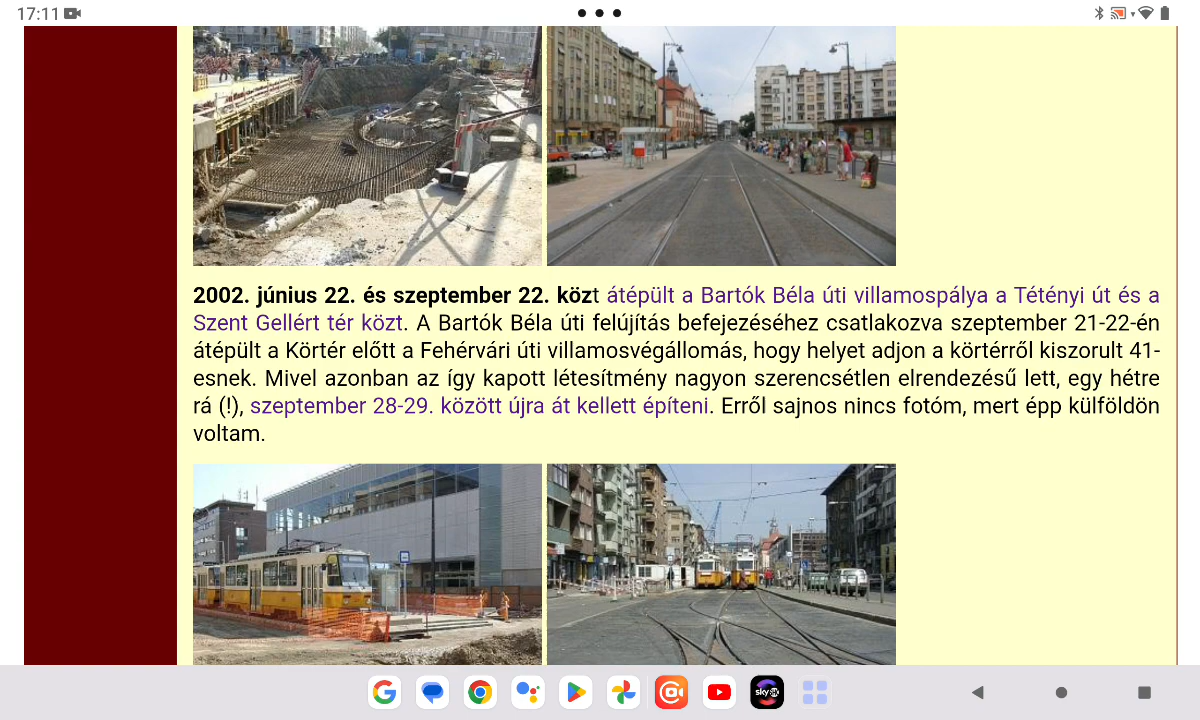 17:11
2002. június 22. és szeptember 22. közt átépült a Bartók Béla úti villamospálya a Tétényi út és a
Szent Gellért tér közt. A Bartók Béla úti felújítás befejezéséhez csatlakozva szeptember 21-22-én
átépült a Körtér előtt a Fehérvári úti villamosvégállomás, hogy helyet adjon a körtérről kiszorult 41-
esnek. Mivel azonban az így kapott létesítmény nagyon szerencsétlen elrendezésű lett, egy hétre
rá (!), szeptember 28-29. között újra át kellett építeni. Erről sajnos nincs fotóm, mert épp külföldön
voltam.
sky